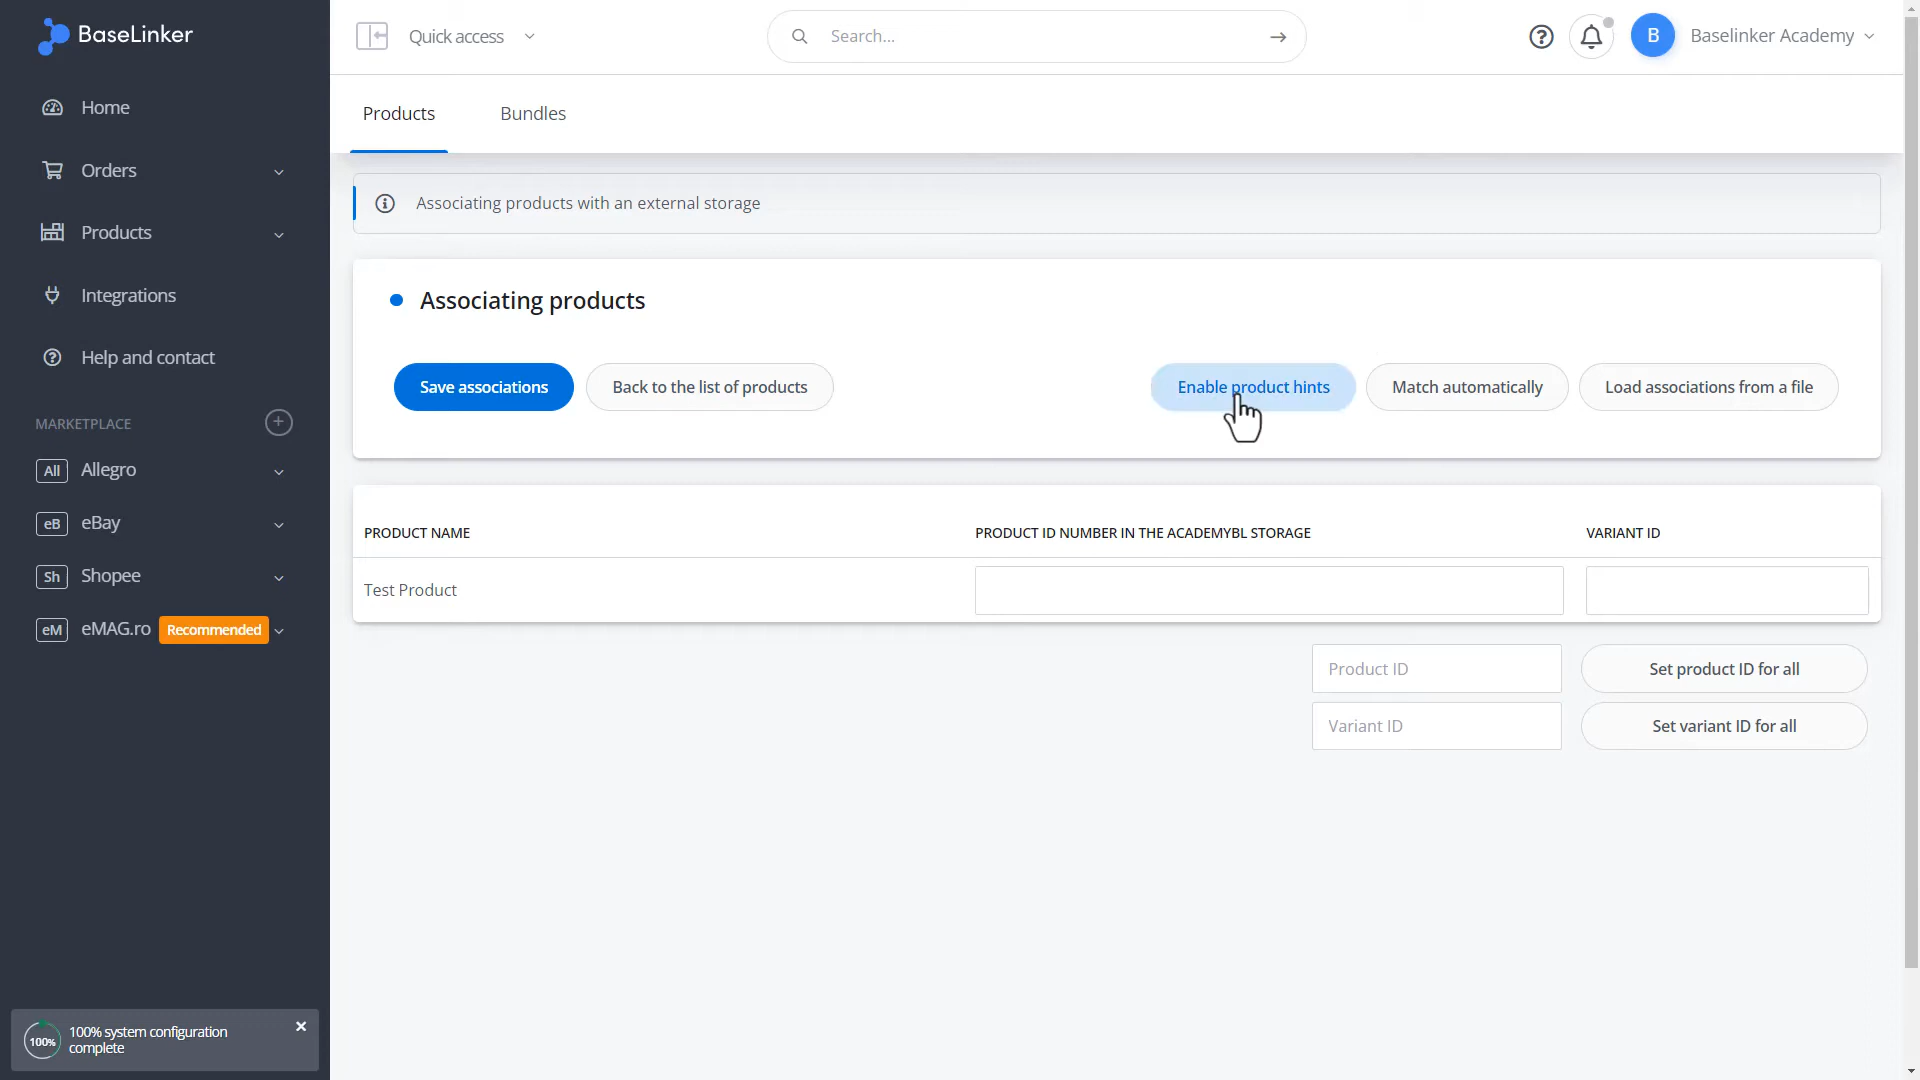 BaseLinker
Quick access
Search...
B
Baselinker Academy
Home
Orders
Products
Integrations
Help and contact
MARKETPLACE
All
Allegro
eB
eBay
Sh
Shopee
eM
eMAG.ro
Recommended
100%
100% system configuration
complete
Products
Bundles
Associating products with an external storage
Associating products
Save associations
Back to the list of products
Enable product hints
Match automatically
Load associations from a file
PRODUCT NAME
PRODUCT ID NUMBER IN THE ACADEMYBL STORAGE
VARIANT ID
Test Product
Product ID
Set product ID for all
Variant ID
Set variant ID for all